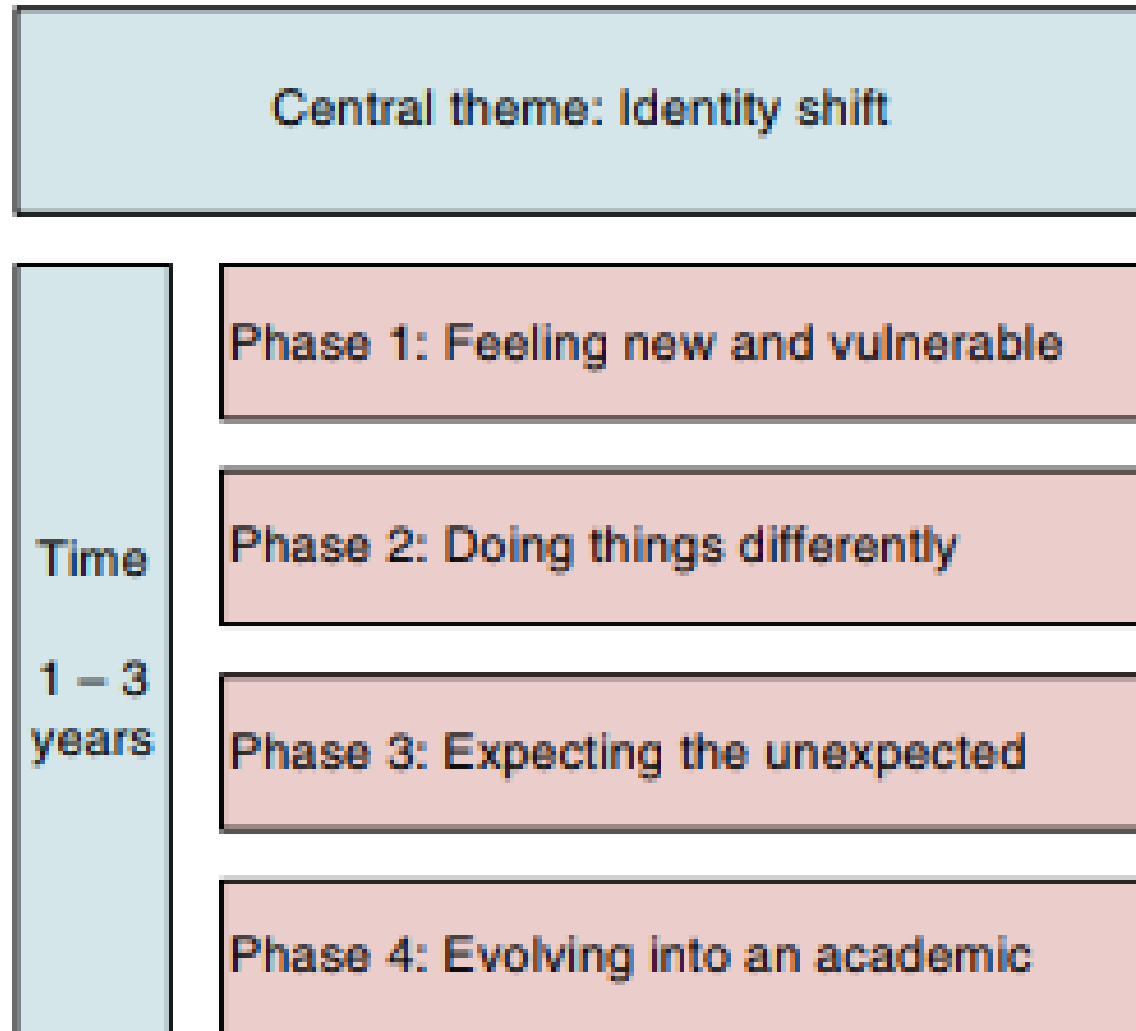 Central theme: Identity shift
Time
1 – 3
years
Phase 1: Feeling new and vulnerable
Phase 2: Doing things differently
Phase 3: Expecting the unexpected
Phase 4: Evolving into an academic